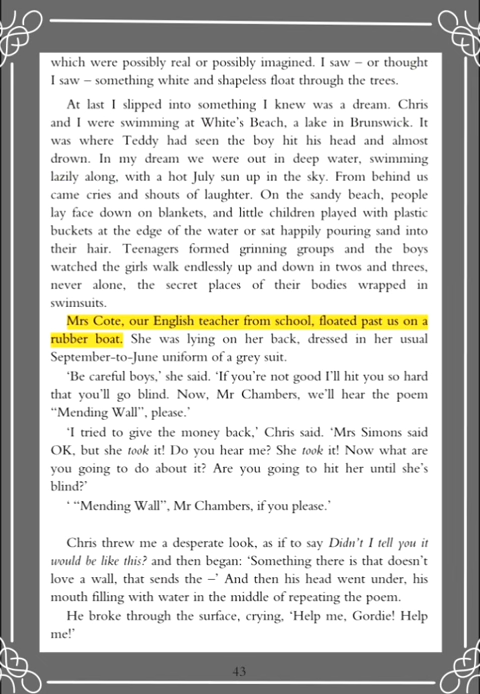 which were possibly real or possibly imagined. I saw – or thought
I saw – something white and shapeless float through the trees.
At last I slipped into something I knew was a dream. Chris
and I were swimming at White's Beach, a lake in Brunswick. It
was where Teddy had seen the boy hit his head and almost
drown. In my dream we were out in deep water, swimming
lazily along, with a hot July sun up in the sky. From behind us
came cries and shouts of laughter. On the sandy beach, people
lay face down on blankets, and little children played with plastic
buckets at the edge of the water or sat happily pouring sand into
their hair. Teenagers formed grinning groups and the boys
watched the girls walk endlessly up and down in twos and threes,
never alone, the secret places of their bodies wrapped in
swimsuits.
Mrs Cote, our English teacher from school, floated past us on a
rubber boat. She was lying on her back, dressed in her usual
September-to-June uniform of a grey suit.
‘Be careful boys,’ she said. ‘If you're not good I'll hit you so hard
that you'll go blind. Now, Mr Chambers, we'll hear the poem
“Mending Wall”, please.’
‘I tried to give the money back,’ Chris said. ‘Mrs Simons said
OK, but she took it! Do you hear me? She took it! Now what are
you going to do about it? Are you going to hit her until she's
blind?’
‘ “Mending Wall”, Mr Chambers, if you please.’
Chris threw me a desperate look, as if to say Didn't I tell you it
would be like this? and then began: ‘Something there is that doesn't
love a wall, that sends the –’ And then his head went under, his
mouth filling with water in the middle of repeating the poem.
He broke through the surface, crying, ‘Help me, Gordie! Help
me!’
43